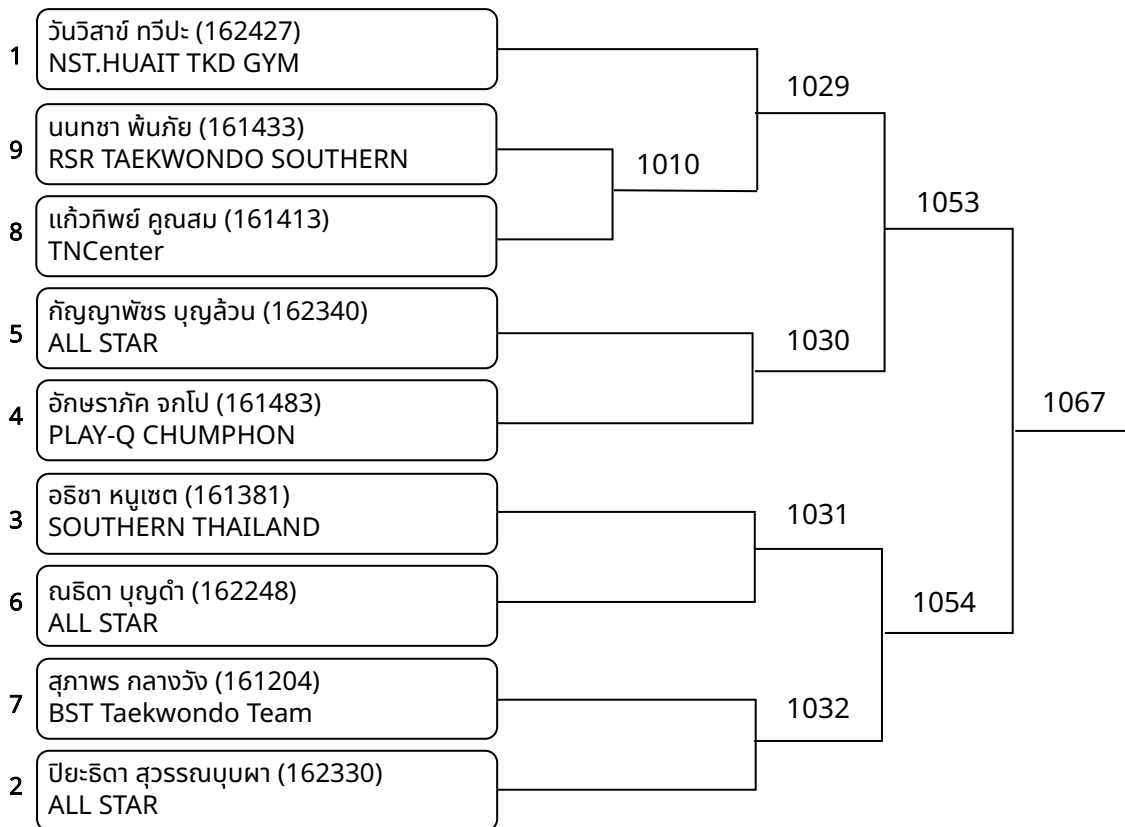 1
วันวิสาข์ ทวีปะ (162427)
NST.HUAIT TKD GYM
9
นนทชา พ้นภัย (161433)
RSR TAEKWONDO SOUTHERN
8
แก้วทิพย์ คูณสม (161413)
TNCenter
5
กัญญาพัชร บุญล้วน (162340)
ALL STAR
4
อักษราภัค จกโป (161483)
PLAY-Q CHUMPHON
3
อธิชา หนูเซต (161381)
SOUTHERN THAILAND
6
ณธิดา บุญดำ (162248)
ALL STAR
7
สุภาพร กลางวัง (161204)
BST Taekwondo Team
2
ปิยะธิดา สุวรรณบุบผา (162330)
ALL STAR
1010
1029
1030
1031
1032
1053
1054
1067